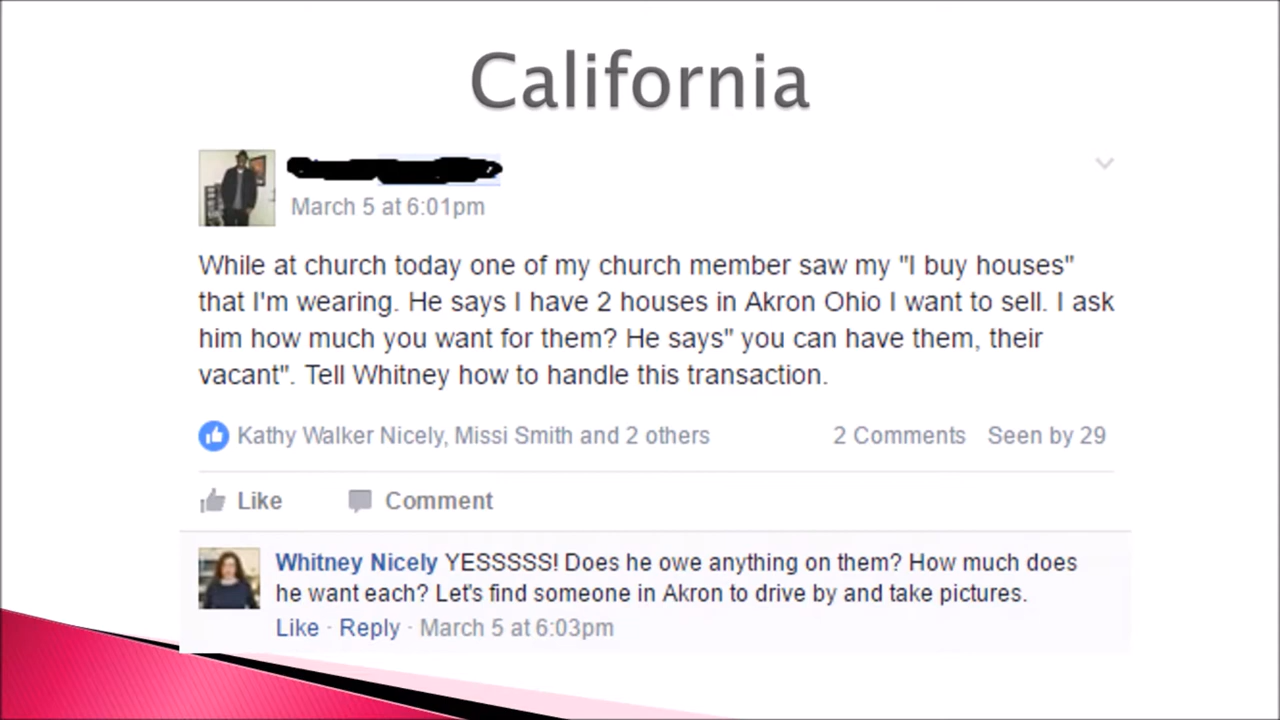 California
March 5 at 6:01pm
While at church today one of my church member saw my "I buy houses"
that I'm wearing. He says I have 2 houses in Akron Ohio I want to sell. I ask
him how much you want for them? He says" you can have them, their
vacant". Tell Whitney how to handle this transaction.
Kathy Walker Nicely, Missi Smith and 2 others 2 Comments Seen by 29
Like Comment
Whitney Nicely YESSSSS! Does he owe anything on them? How much does
he want each? Let's find someone in Akron to drive by and take pictures.
Like · Reply · March 5 at 6:03pm